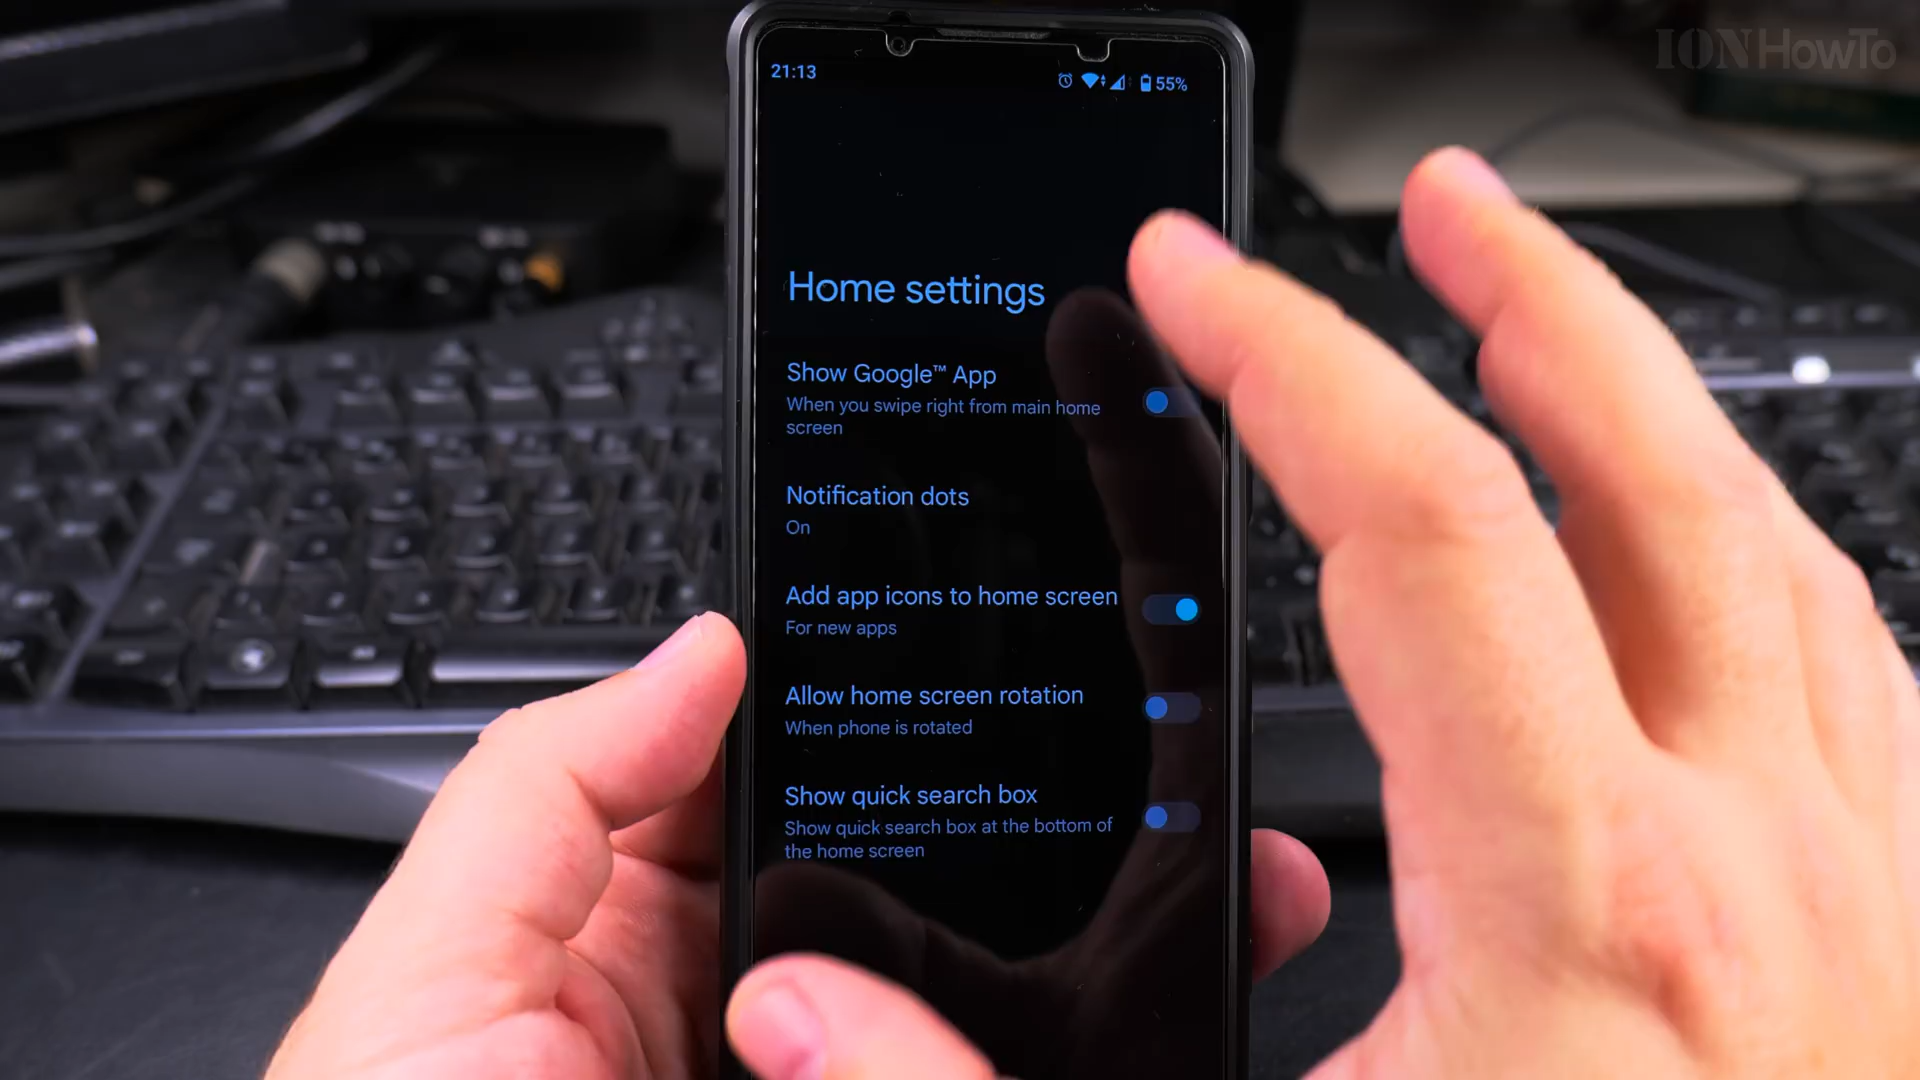 IONHowTo
21:13
55%
Home settings
Show Google™ App
When you swipe right from main home
screen
Notification dots
On
Add app icons to home screen
For new apps
Allow home screen rotation
When phone is rotated
Show quick search box
Show quick search box at the bottom of
the home screen